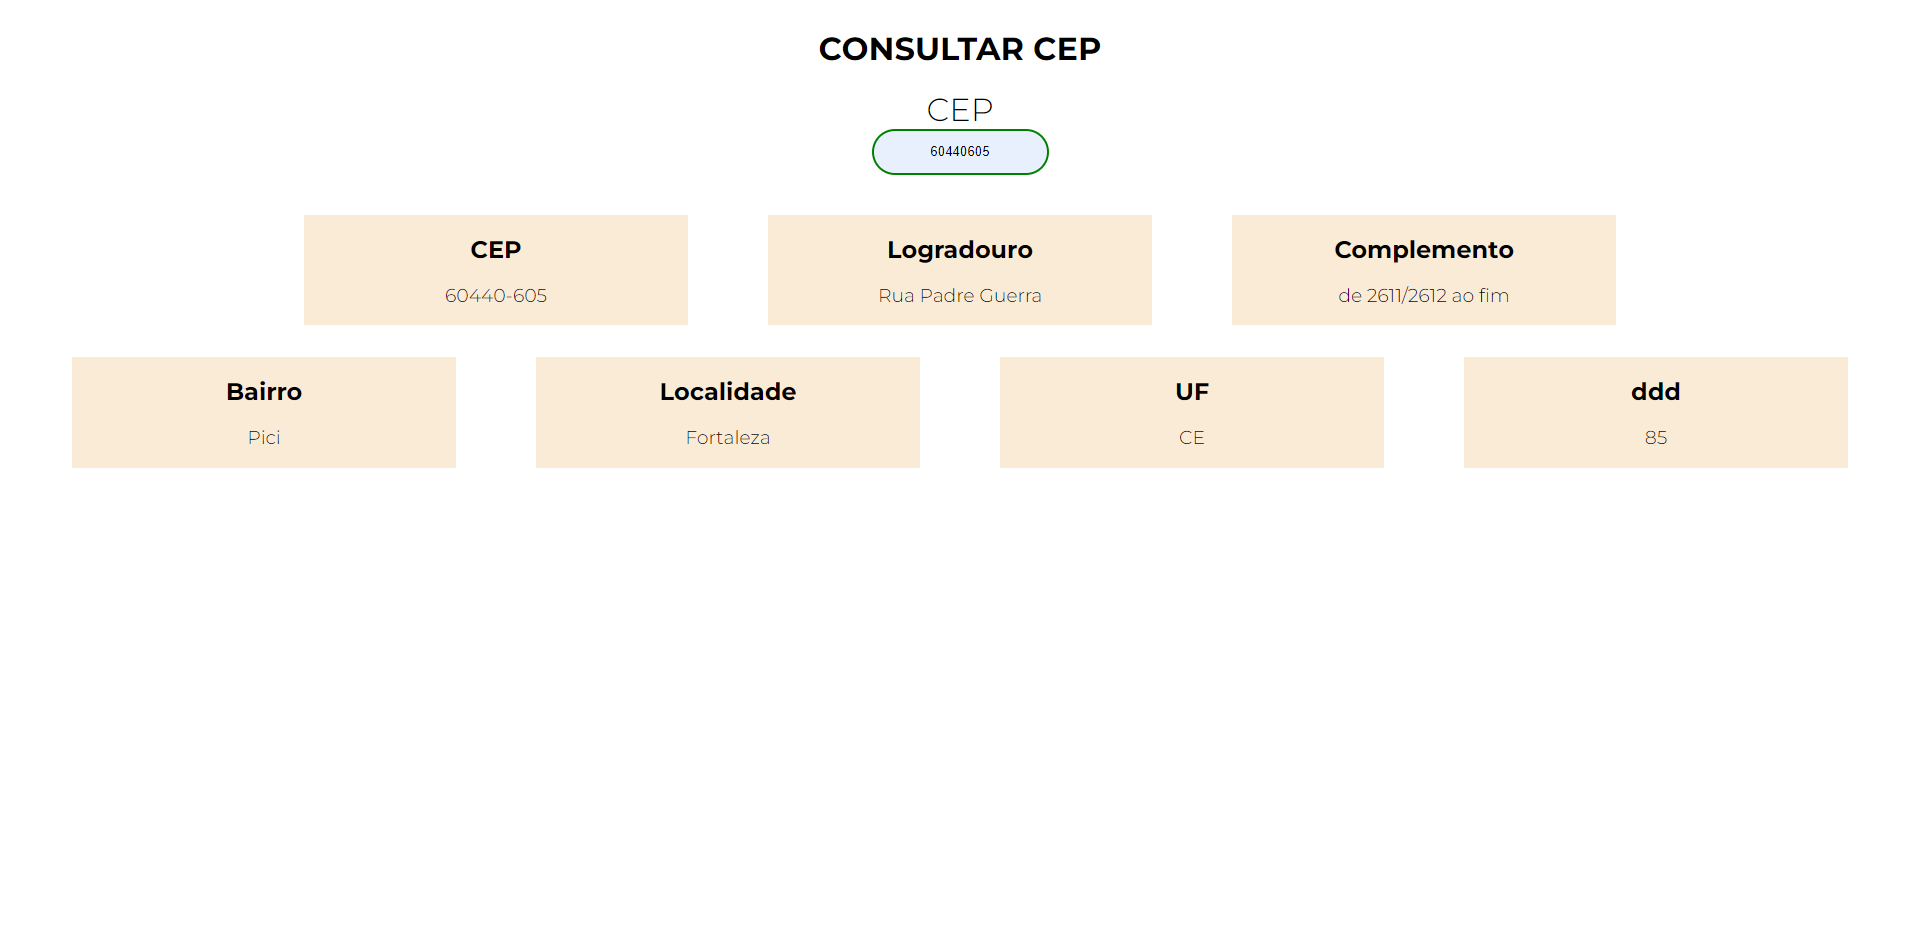 CONSULTAR CEP
CEP
60440605
CEP
60440-605
Logradouro
Rua Padre Guerra
Complemento
de 2611/2612 ao fim
Bairro
Pici
Localidade
Fortaleza
UF
CE
ddd
85